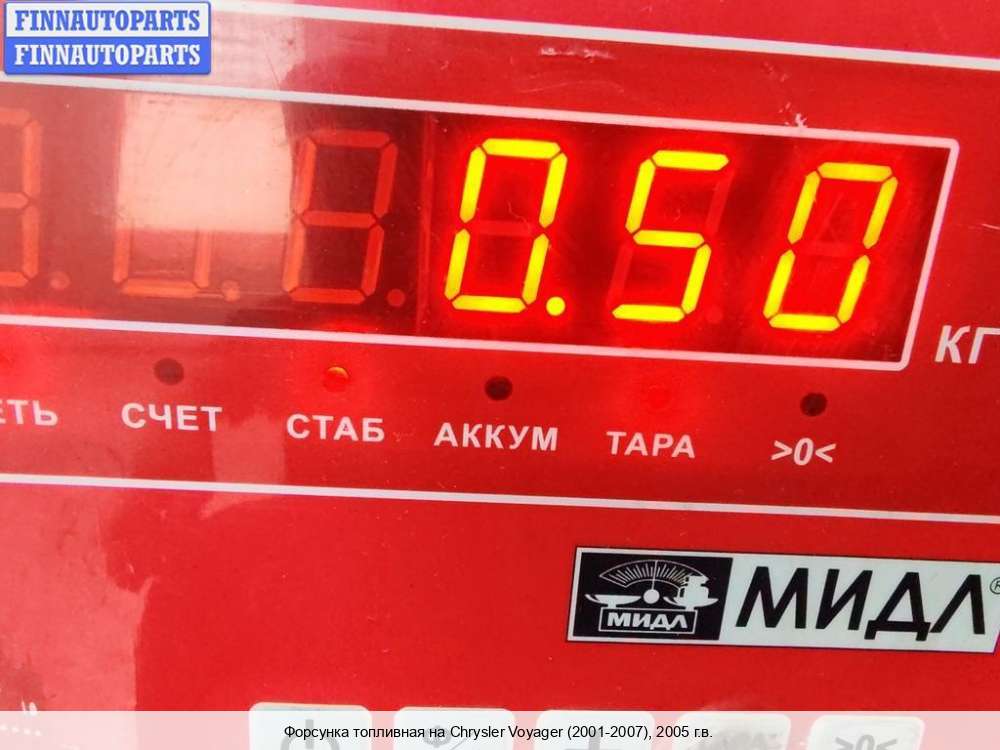 FINNAUTOPARTS
FINNAUTOPARTS
0.50
КГ
СЧЕТ СТАБ АККУМ ТАРА >0<
МИДЛ МИДЛ®
>0<
Форсунка топливная на Chrysler Voyager (2001-2007), 2005 г.в.